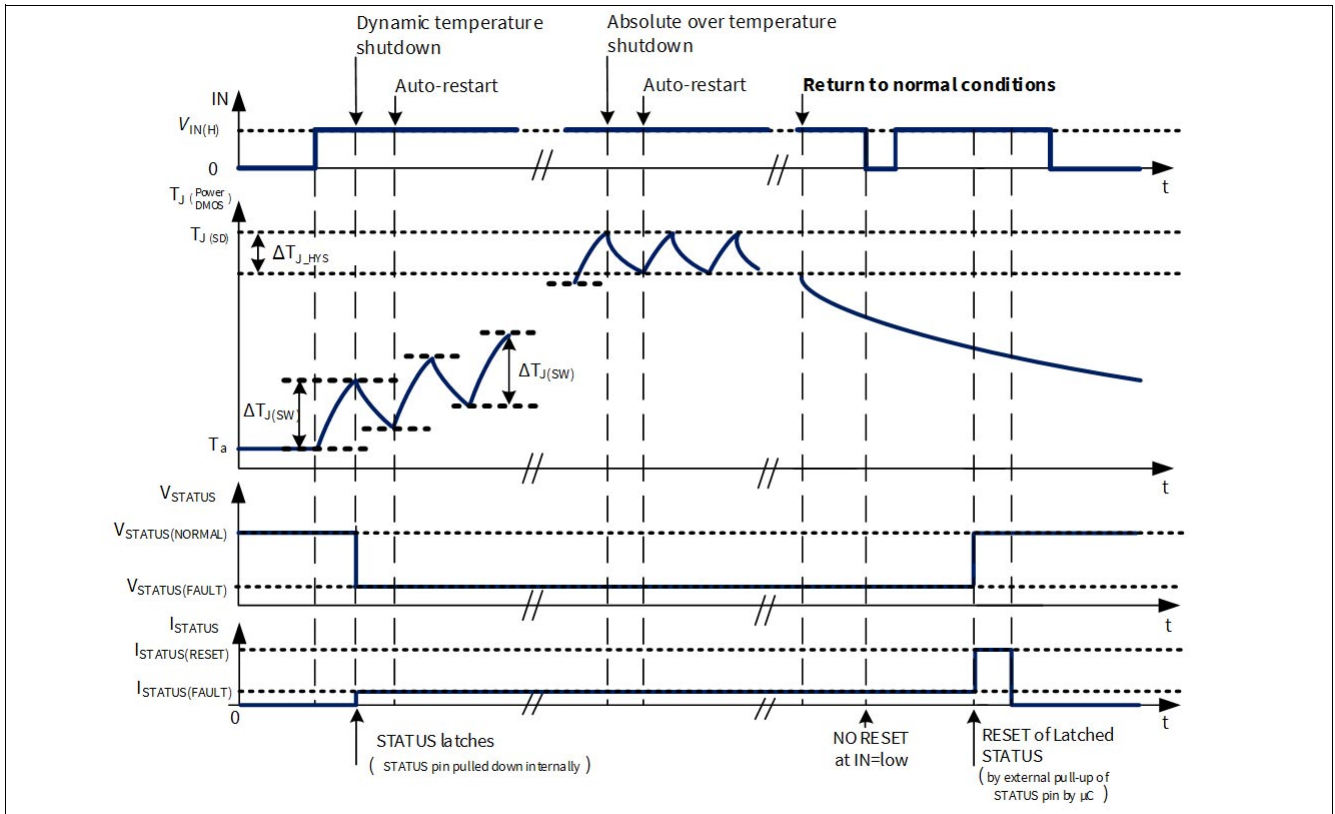 Dynamic temperature
shutdown
Absolute over temperature
shutdown
Auto-restart
Auto-restart
Return to normal conditions
IN
VIN(H)
0
t
TJ (Power DMOS)
TJ (SD)
ΔTJ_HYS
ΔTJ(SW)
ΔTJ(SW)
Ta
t
VSTATUS
VSTATUS(NORMAL)
VSTATUS(FAULT)
t
ISTATUS
ISTATUS(RESET)
ISTATUS(FAULT)
0
t
STATUS latches
( STATUS pin pulled down internally )
NO RESET
at IN=low
RESET of Latched
STATUS
( by external pull-up of
STATUS pin by µC )